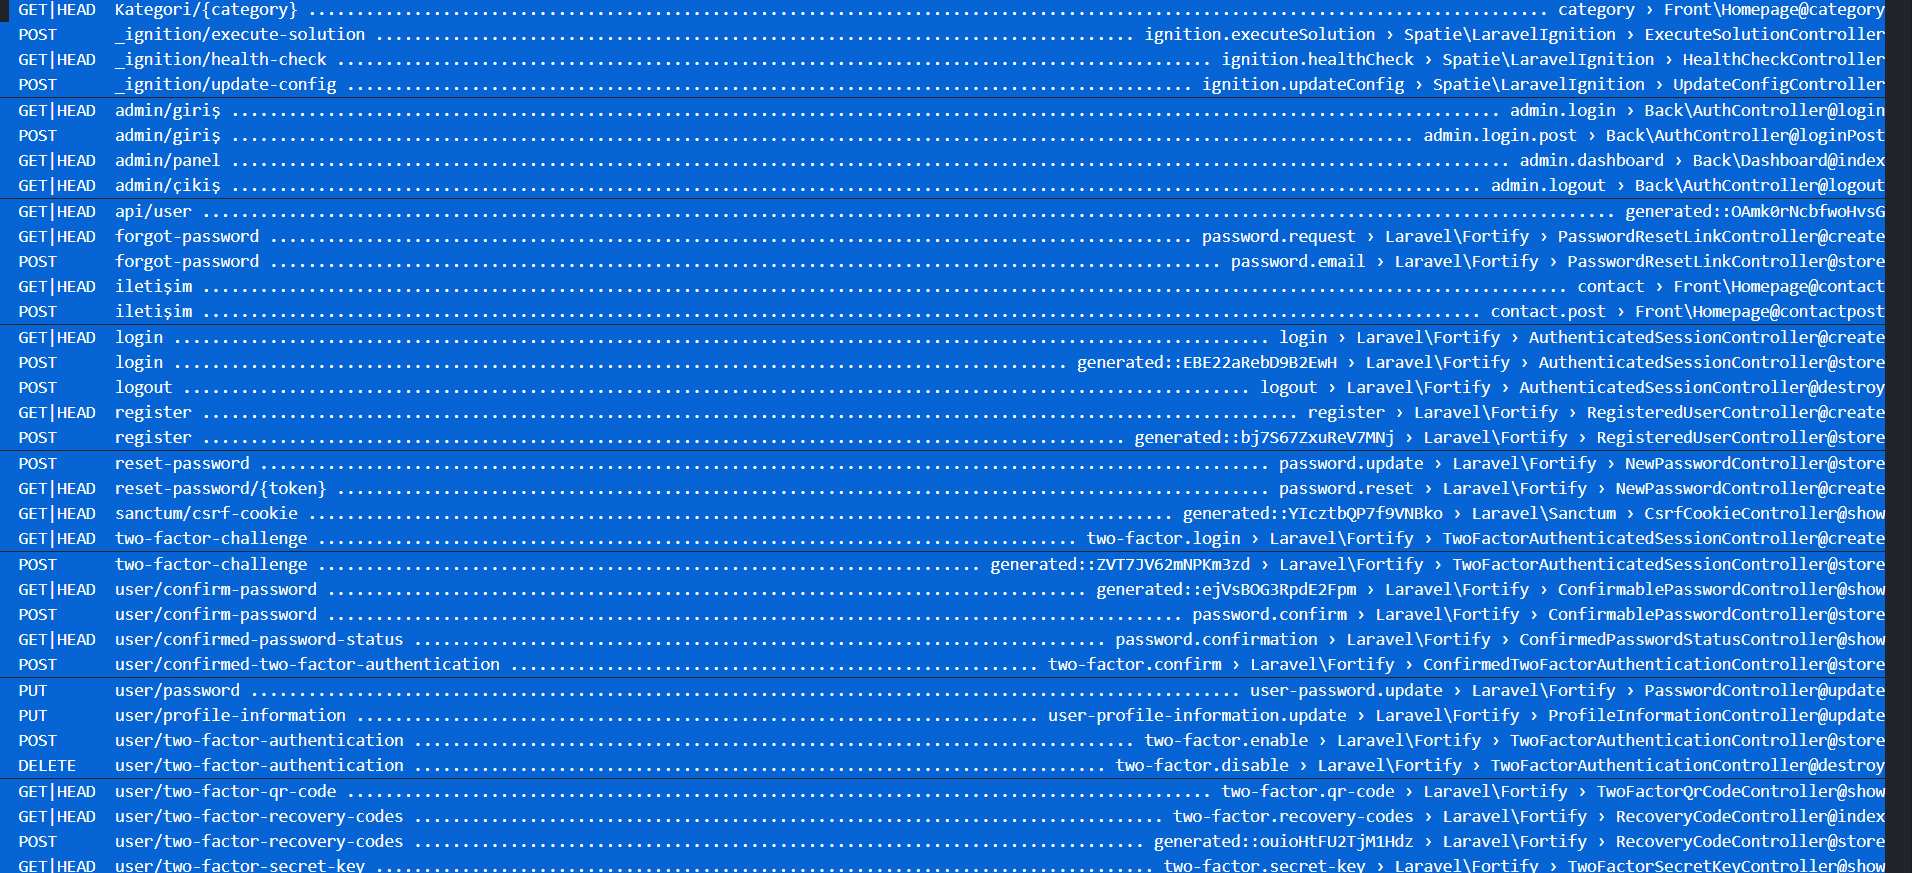 GET|HEAD Kategori/{category} ................................................................................................................................. category › Front\Homepage@category
POST _ignition/execute-solution ............................................................................... ignition.executeSolution › Spatie\LaravelIgnition › ExecuteSolutionController
GET|HEAD _ignition/health-check ........................................................................................... ignition.healthCheck › Spatie\LaravelIgnition › HealthCheckController
POST _ignition/update-config ........................................................................................ ignition.updateConfig › Spatie\LaravelIgnition › UpdateConfigController
GET|HEAD admin/giriş .................................................................................................................................... admin.login › Back\AuthController@login
POST admin/giriş ........................................................................................................................... admin.login.post › Back\AuthController@loginPost
GET|HEAD admin/panel ..................................................................................................................................... admin.dashboard › Back\Dashboard@index
GET|HEAD admin/çikiş .................................................................................................................................. admin.logout › Back\AuthController@logout
GET|HEAD api/user ................................................................................................................................................... generated::OAmk0rNcbfwoHvsG
GET|HEAD forgot-password ................................................................................................ password.request › Laravel\Fortify › PasswordResetLinkController@create
POST forgot-password ................................................................................................... password.email › Laravel\Fortify › PasswordResetLinkController@store
GET|HEAD iletişim .............................................................................................................................................. contact › Front\Homepage@contact
POST iletişim ..................................................................................................................................... contact.post › Front\Homepage@contactpost
GET|HEAD login ................................................................................................................. login › Laravel\Fortify › AuthenticatedSessionController@create
POST login ............................................................................................. generated::EBE22aRebD9B2EwH › Laravel\Fortify › AuthenticatedSessionController@store
POST logout ............................................................................................................... logout › Laravel\Fortify › AuthenticatedSessionController@destroy
GET|HEAD register .................................................................................................................. register › Laravel\Fortify › RegisteredUserController@create
POST register ................................................................................................ generated::bj7S67ZxuReV7MNj › Laravel\Fortify › RegisteredUserController@store
POST reset-password ......................................................................................................... password.update › Laravel\Fortify › NewPasswordController@store
GET|HEAD reset-password/{token} ................................................................................................. password.reset › Laravel\Fortify › NewPasswordController@create
GET|HEAD sanctum/csrf-cookie .......................................................................................... generated::YIcztbQP7f9VNBko › Laravel\Sanctum › CsrfCookieController@show
GET|HEAD two-factor-challenge ............................................................................... two-factor.login › Laravel\Fortify › TwoFactorAuthenticatedSessionController@create
POST two-factor-challenge ..................................................................... generated::ZVT7JV62mNPKm3zd › Laravel\Fortify › TwoFactorAuthenticatedSessionController@store
GET|HEAD user/confirm-password ............................................................................... generated::ejVsBOG3RpdE2Fpm › Laravel\Fortify › ConfirmablePasswordController@show
POST user/confirm-password ......................................................................................... password.confirm › Laravel\Fortify › ConfirmablePasswordController@store
GET|HEAD user/confirmed-password-status ........................................................................ password.confirmation › Laravel\Fortify › ConfirmedPasswordStatusController@show
POST user/confirmed-two-factor-authentication ....................................................... two-factor.confirm › Laravel\Fortify › ConfirmedTwoFactorAuthenticationController@store
PUT user/password ....................................................................................................... user-password.update › Laravel\Fortify › PasswordController@update
PUT user/profile-information ....................................................................... user-profile-information.update › Laravel\Fortify › ProfileInformationController@update
POST user/two-factor-authentication ........................................................................... two-factor.enable › Laravel\Fortify › TwoFactorAuthenticationController@store
DELETE user/two-factor-authentication ........................................................................ two-factor.disable › Laravel\Fortify › TwoFactorAuthenticationController@destroy
GET|HEAD user/two-factor-qr-code .......................................................................................... two-factor.qr-code › Laravel\Fortify › TwoFactorQrCodeController@show
GET|HEAD user/two-factor-recovery-codes .............................................................................. two-factor.recovery-codes › Laravel\Fortify › RecoveryCodeController@index
POST user/two-factor-recovery-codes ............................................................................ generated::ouioHtFU2TjM1Hdz › Laravel\Fortify › RecoveryCodeController@store
GET|HEAD user/two-factor-secret-key ................................................................................. two-factor.secret-key › Laravel\Fortify › TwoFactorSecretKeyController@show